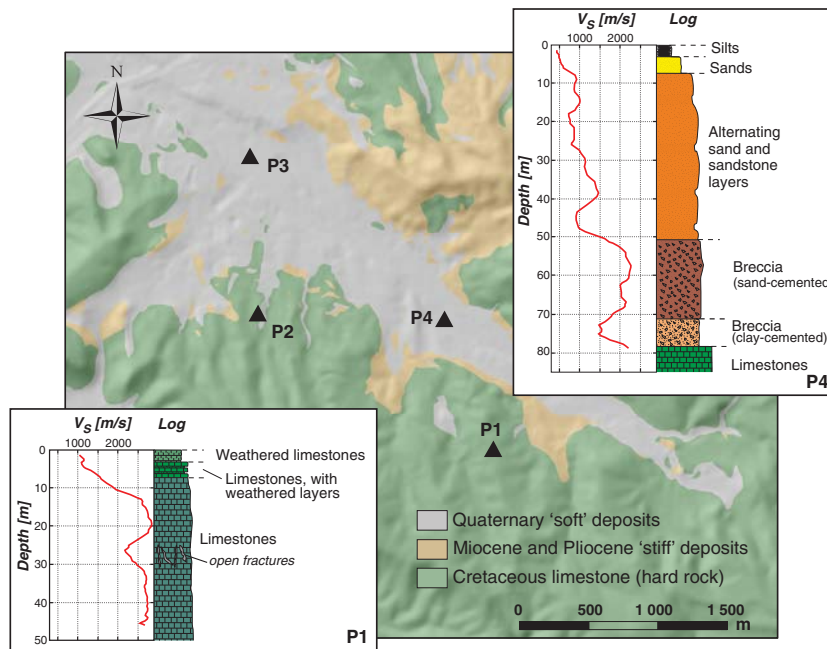 V_S [m/s] Log
1000 2000
0
10
20
30
40
50
60
70
80
Depth [m]
Silts
Sands
Alternating
sand and
sandstone
layers
Breccia
(sand-cemented
Breccia
(clay-cemented)
Limestones
P4
N
P3
P2
P4
P1
V_S [m/s] Log
1000 2000
0
10
20
30
40
50
Depth [m]
Weathered limestones
Limestones, with
weathered layers
Limestones
open fractures
P1
Quaternary ‘soft’ deposits
Miocene and Pliocene ‘stiff’ deposits
Cretaceous limestone (hard rock)
0 500 1 000 1 500
m